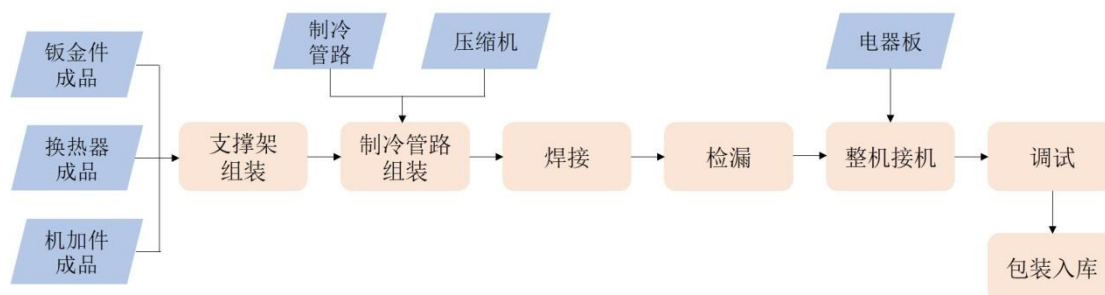 钣金件
成品
换热器
成品
机加件
成品
制冷
管路
压缩机
电器板
支撑架
组装
制冷管路
组装
焊接
检漏
整机接机
调试
包装入库